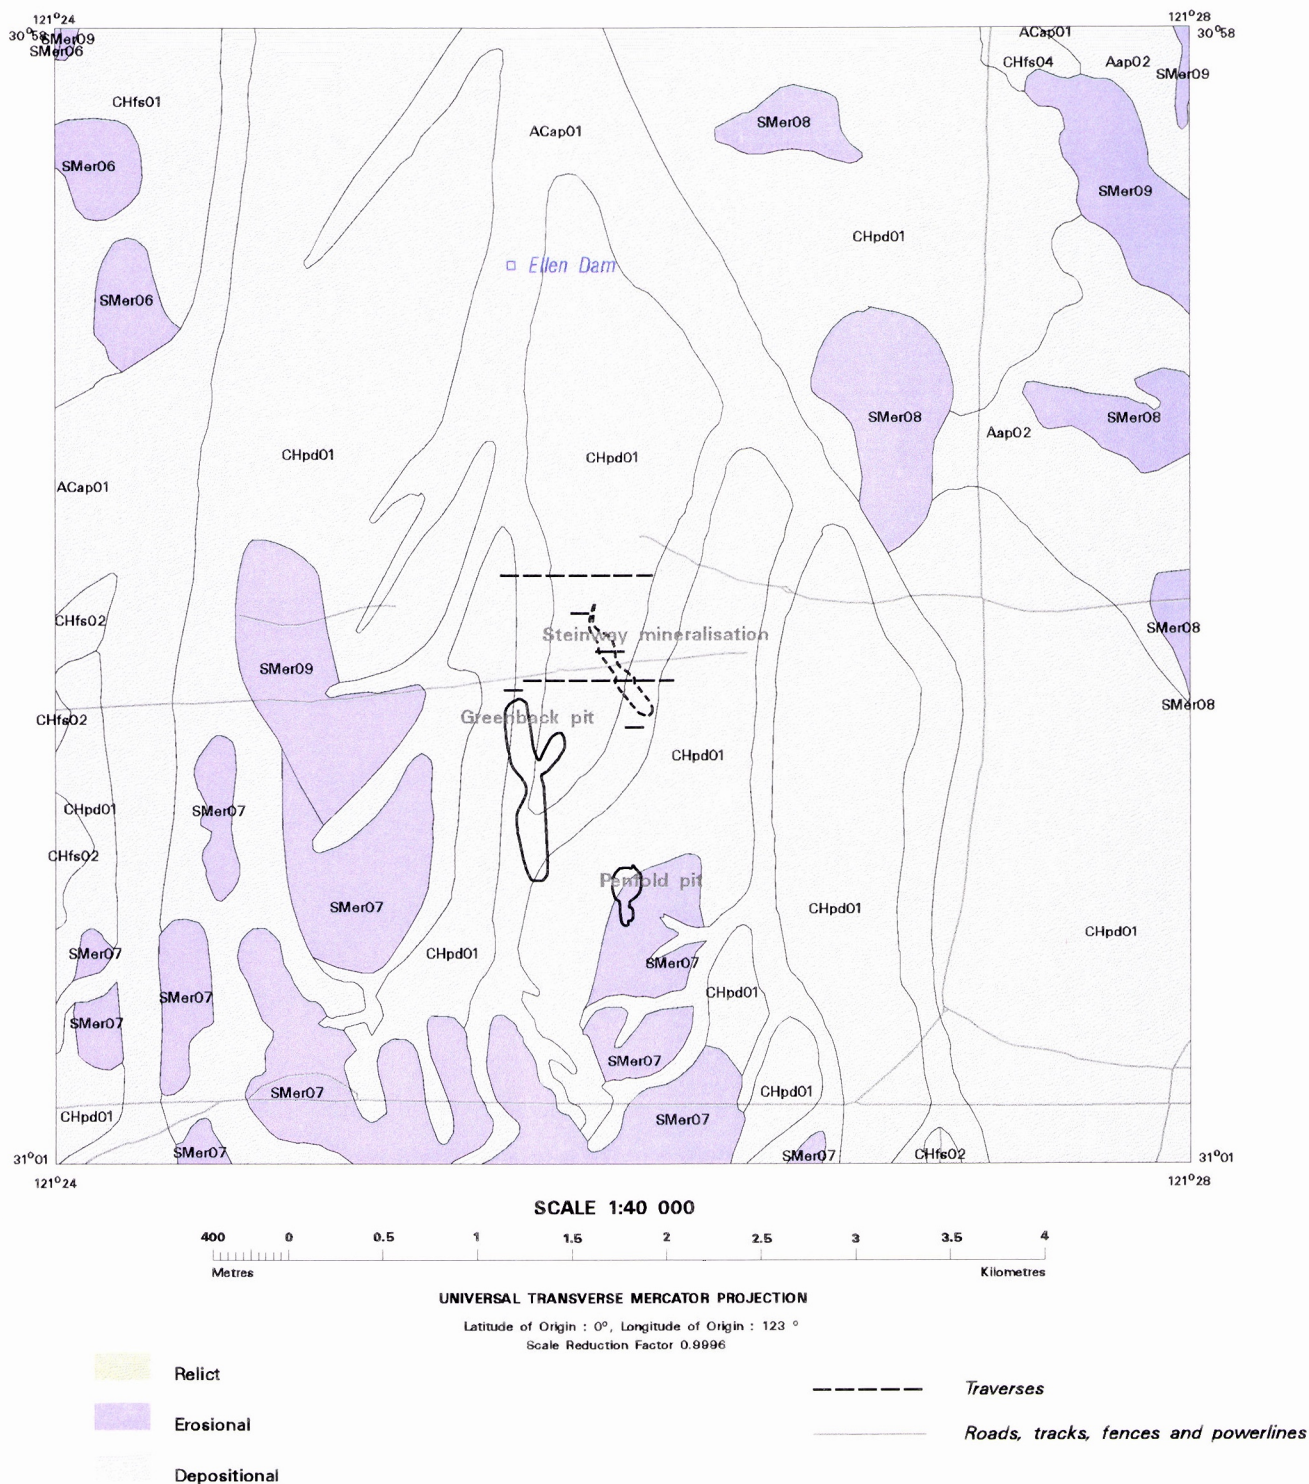 121°24
121°28
30°58
30°58
SMer09
SMer06
ACap01
CHfs04
Aap02
SMer09
CHfs01
SMer08
ACap01
SMer06
SMer09
CHpd01
Ellen Dam
SMer06
SMer08
SMer08
Aap02
CHpd01
CHpd01
ACap01
CHfs02
SMer08
Steinway mineralisation
SMer09
SMer08
CHfs02
Greenback pit
CHpd01
CHpd01
SMer07
CHfs02
Penfold pit
SMer07
CHpd01
CHpd01
SMer07
CHpd01
SMer07
CHpd01
SMer07
SMer07
SMer07
SMer07
CHpd01
CHpd01
SMer07
SMer07
SMer07
CHfs02
31°01
31°01
121°24
121°28
SCALE 1:40 000
400 0 0.5 1 1.5 2 2.5 3 3.5 4
Metres Kilometres
UNIVERSAL TRANSVERSE MERCATOR PROJECTION
Latitude of Origin : 0°, Longitude of Origin : 123 °
Scale Reduction Factor 0.9996
Relict
Traverses
Erosional
Roads, tracks, fences and powerlines
Depositional